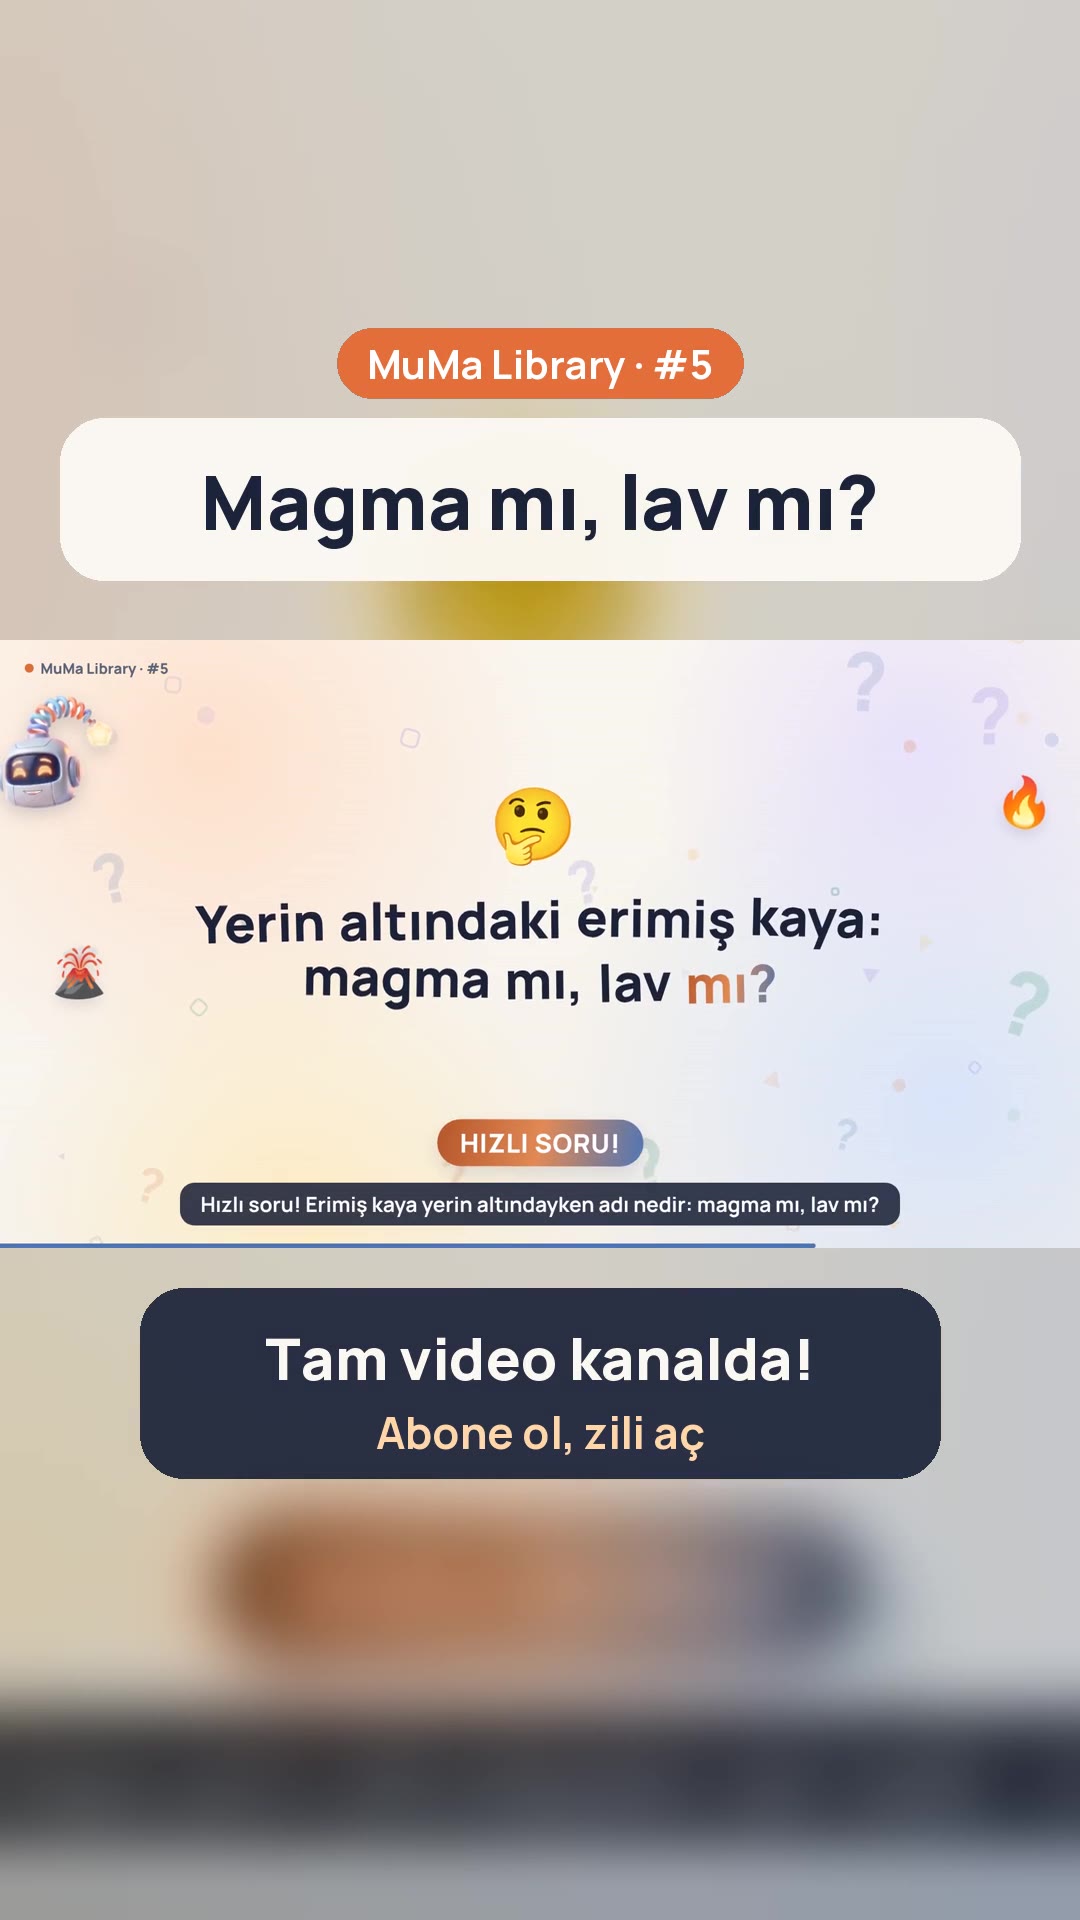 MuMa Library · #5
Magma mı, lav mı?
MuMa Library · #5
Yerin altındaki erimiş kaya:
magma mı, lav mı?
HIZLI SORU!
Hızlı soru! Erimiş kaya yerin altındayken adı nedir: magma mı, lav mı?
Tam video kanalda!
Abone ol, zili aç